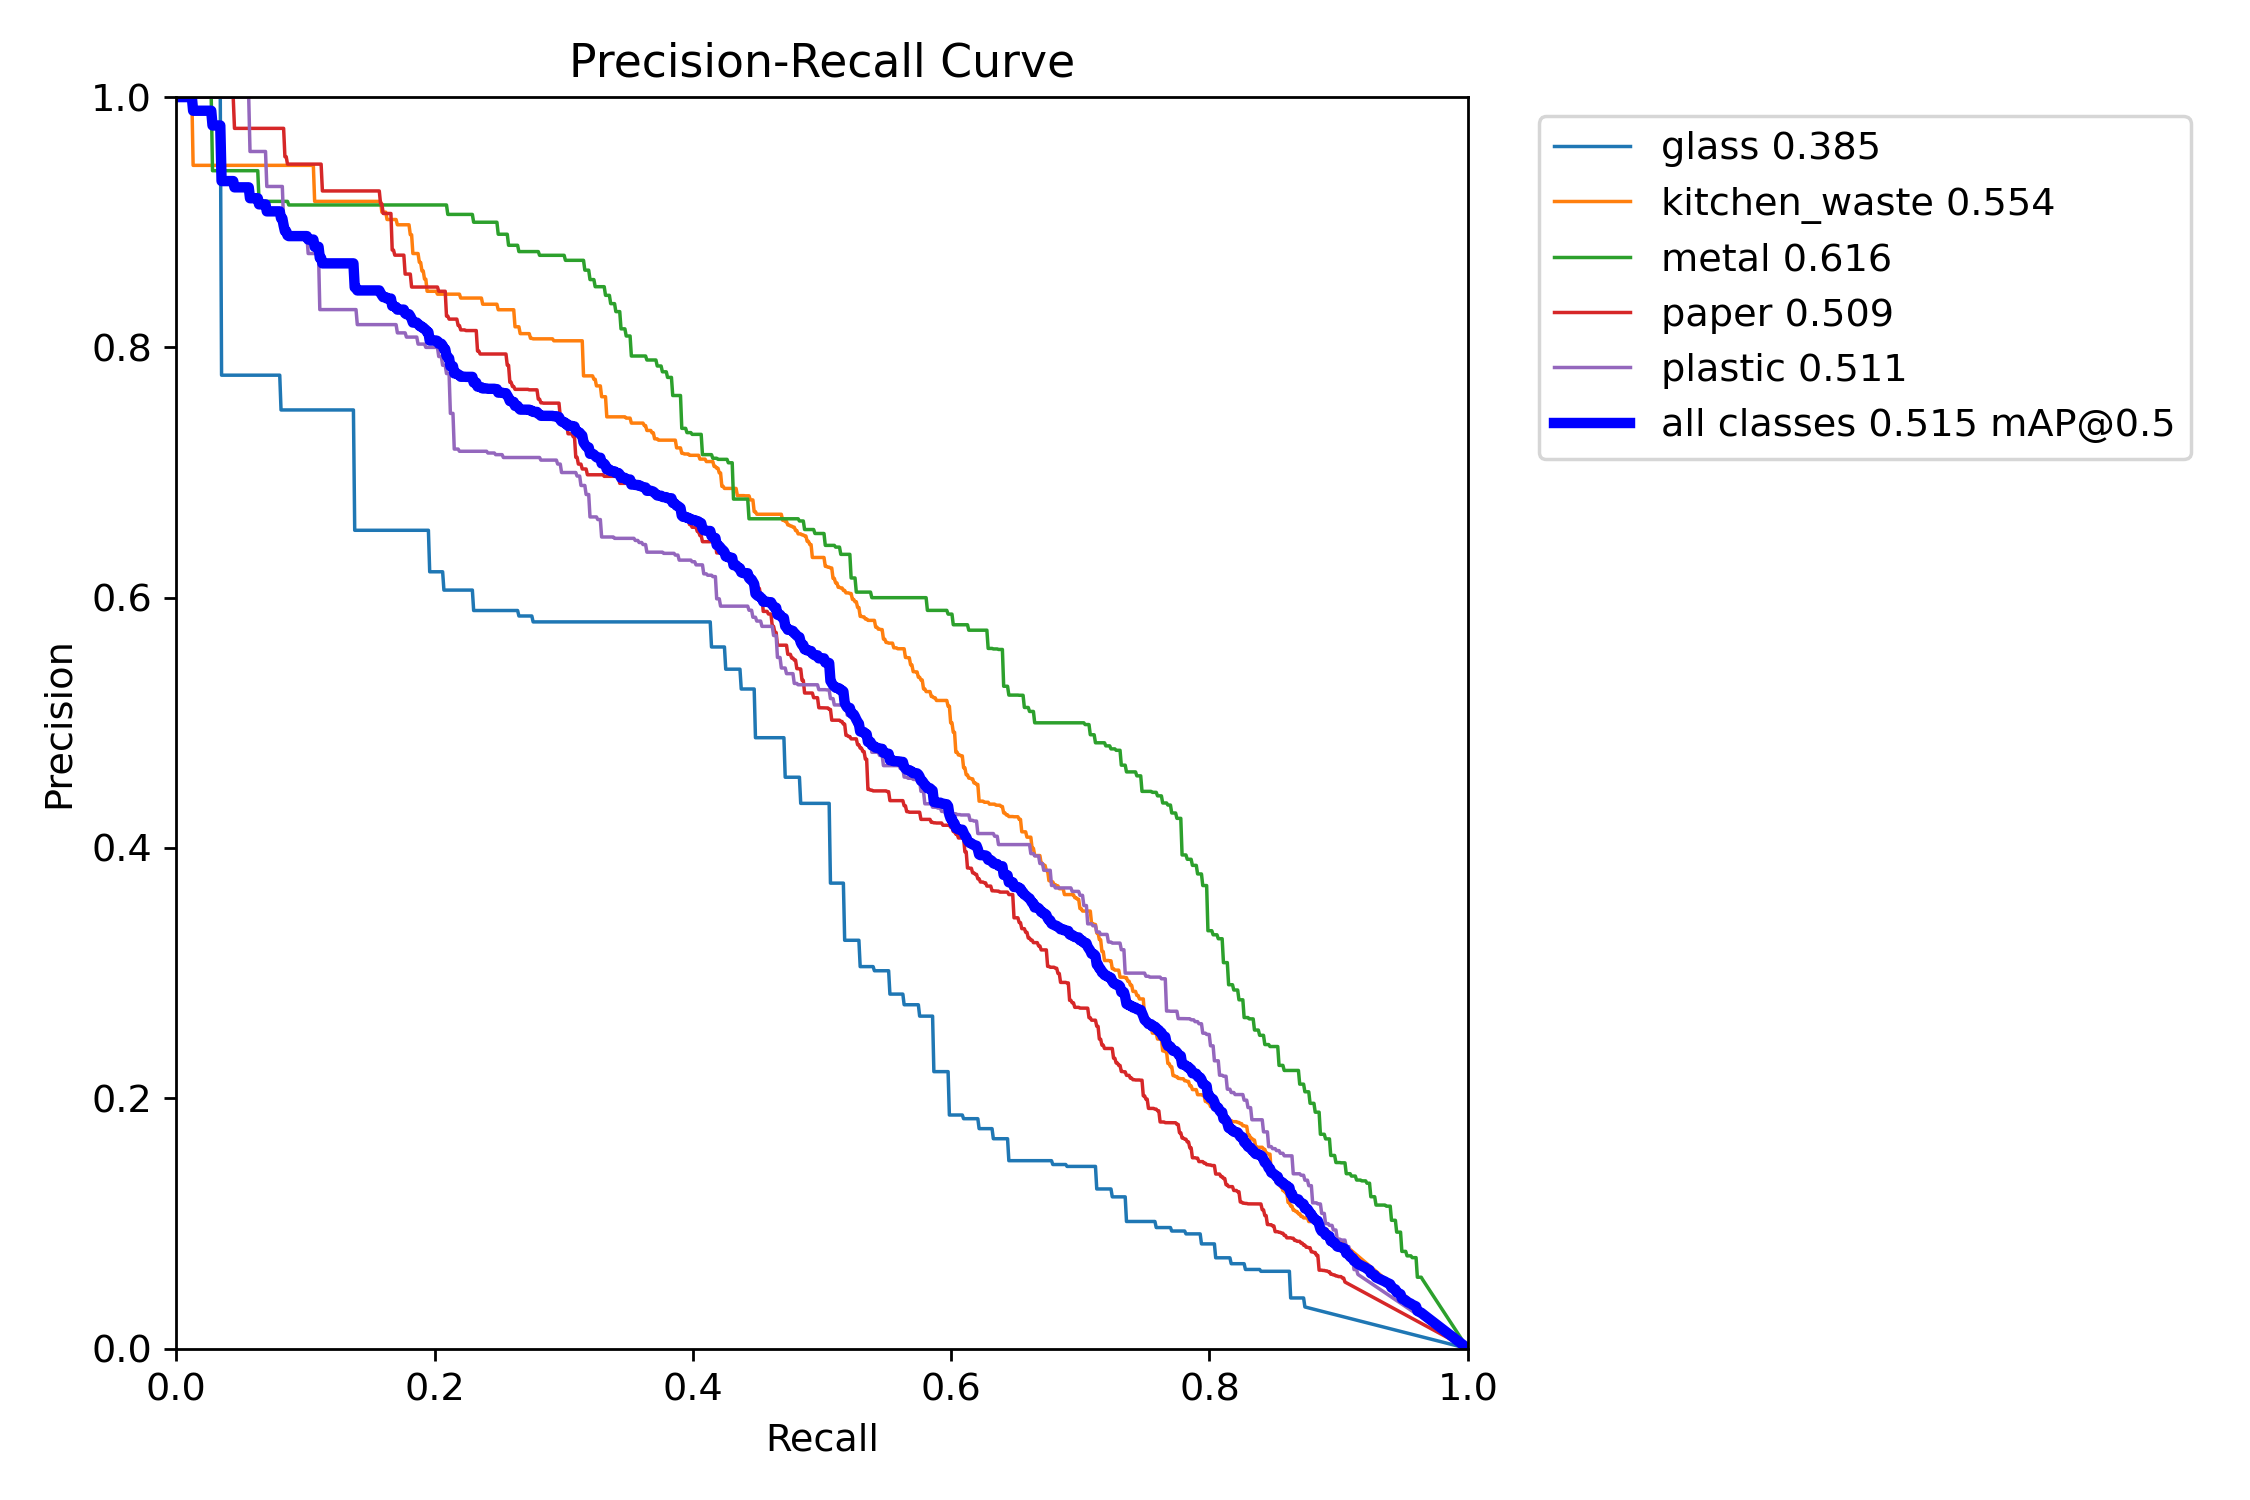 Precision-Recall Curve
1.0
0.8
0.6
0.4
0.2
0.0
Precision
0.0 0.2 0.4 0.6 0.8 1.0
Recall
glass 0.385
kitchen_waste 0.554
metal 0.616
paper 0.509
plastic 0.511
all classes 0.515 mAP@0.5